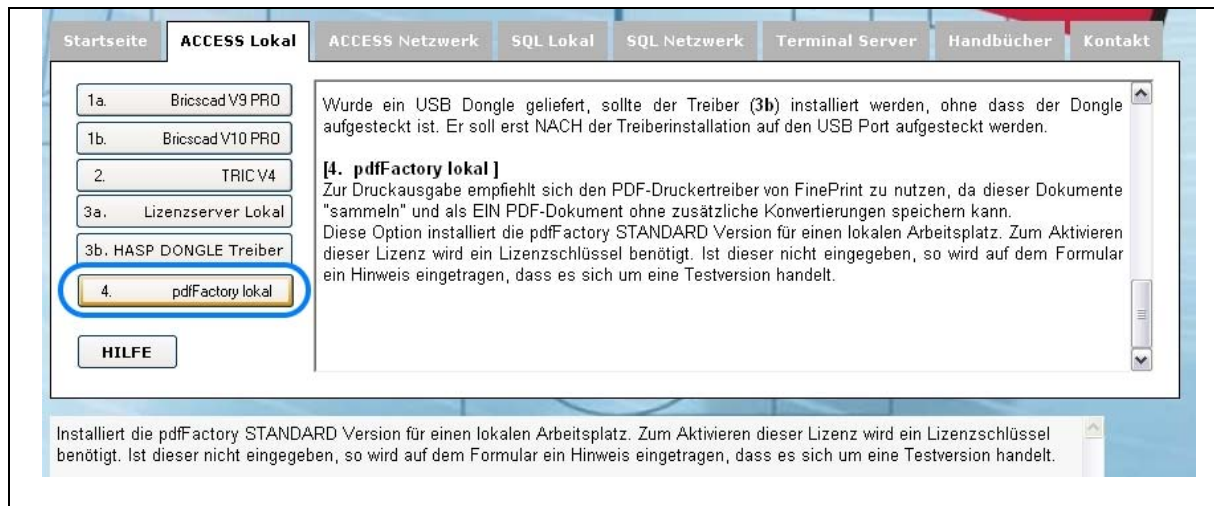 Startseite ACCESS Lokal ACCESS Netzwerk SQL Lokal SQL Netzwerk Terminal Server Handbücher Kontakt
1a. Bricscad V9 PRO
1b. Bricscad V10 PRO
2. TRIC V4
3a. Lizenzserver Lokal
3b. HASP DONGLE Treiber
4. pdfFactory lokal
HILFE
Wurde ein USB Dongle geliefert, sollte der Treiber (3b) installiert werden, ohne dass der Dongle
aufgesteckt ist. Er soll erst NACH der Treiberinstallation auf den USB Port aufgesteckt werden.
[4. pdfFactory lokal ]
Zur Druckausgabe empfiehlt sich den PDF-Druckertreiber von FinePrint zu nutzen, da dieser Dokumente
"sammeln" und als EIN PDF-Dokument ohne zusätzliche Konvertierungen speichern kann.
Diese Option installiert die pdfFactory STANDARD Version für einen lokalen Arbeitsplatz. Zum Aktivieren
dieser Lizenz wird ein Lizenzschlüssel benötigt. Ist dieser nicht eingegeben, so wird auf dem Formular
ein Hinweis eingetragen, dass es sich um eine Testversion handelt.
Installiert die pdfFactory STANDARD Version für einen lokalen Arbeitsplatz. Zum Aktivieren dieser Lizenz wird ein Lizenzschlüssel
benötigt. Ist dieser nicht eingegeben, so wird auf dem Formular ein Hinweis eingetragen, dass es sich um eine Testversion handelt.